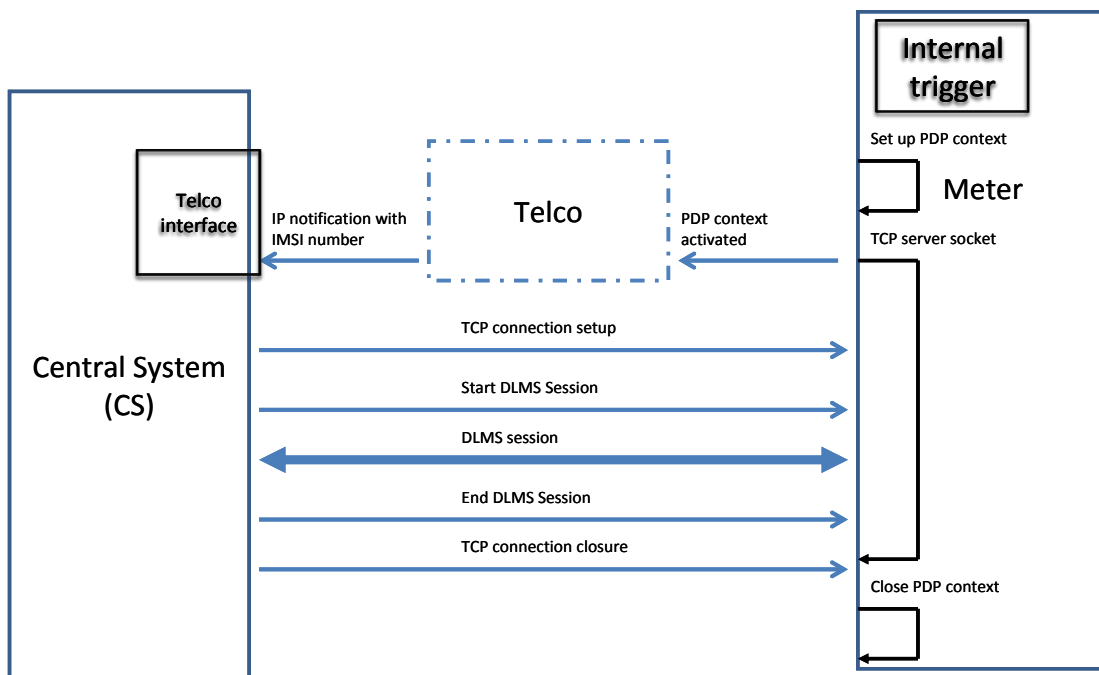 Internal
trigger
Set up PDP context
Meter
Telco
interface
IP notification with
IMSI number
Telco
PDP context
activated
TCP server socket
TCP connection setup
Central System
(CS)
Start DLMS Session
DLMS session
End DLMS Session
TCP connection closure
Close PDP context